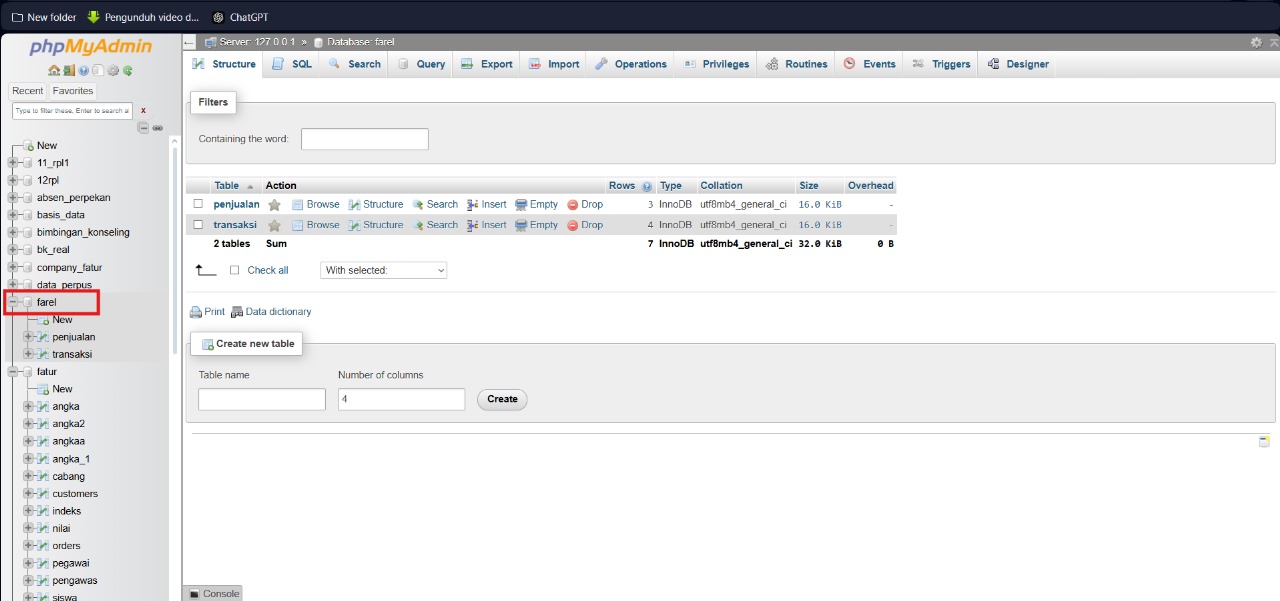 New folder Pengunduh video d... ChatGPT
phpMyAdmin
Recent Favorites
Type to filter these, Enter to search al x
New
11_rpl1
12rpl
absen_perpekan
basis_data
bimbingan_konseling
bk_real
company_fatur
data_perpus
farel
New
penjualan
transaksi
fatur
New
angka
angka2
angkaa
angka_1
cabang
customers
indeks
nilai
orders
pegawai
pengawas
siswa
Server: 127.0.0.1 » Database: farel
Structure SQL Search Query Export Import Operations Privileges Routines Events Triggers Designer
Filters
Containing the word:
Table Action Rows Type Collation Size Overhead
penjualan Browse Structure Search Insert Empty Drop 3 InnoDB utf8mb4_general_ci 16.0 KiB -
transaksi Browse Structure Search Insert Empty Drop 4 InnoDB utf8mb4_general_ci 16.0 KiB -
2 tables Sum 7 InnoDB utf8mb4_general_ci 32.0 KiB 0 B
Check all With selected:
Print Data dictionary
Create new table
Table name Number of columns
4 Create
Console